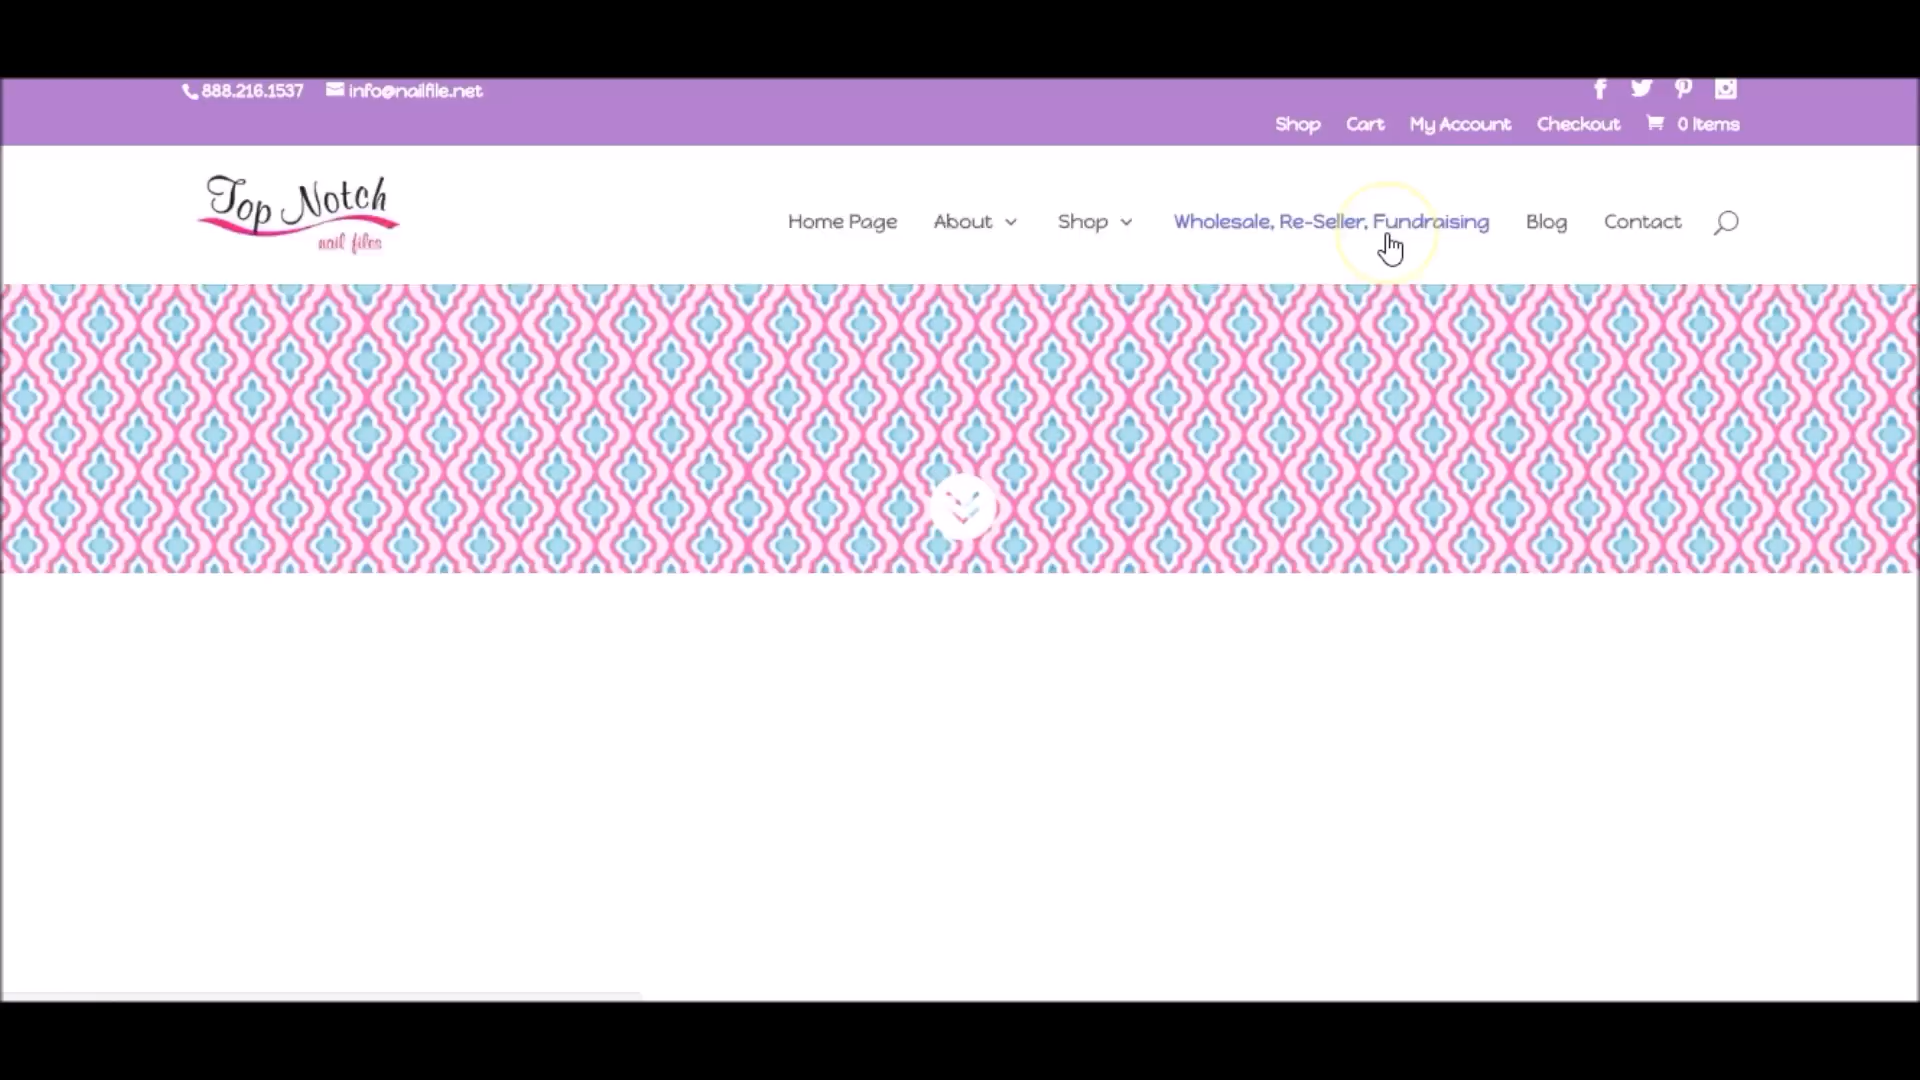 888.216.1537 info@nailfile.net
Shop Cart My Account Checkout 0 Items
Top Notch
nail files
Home Page About Shop Wholesale, Re-Seller, Fundraising Blog Contact